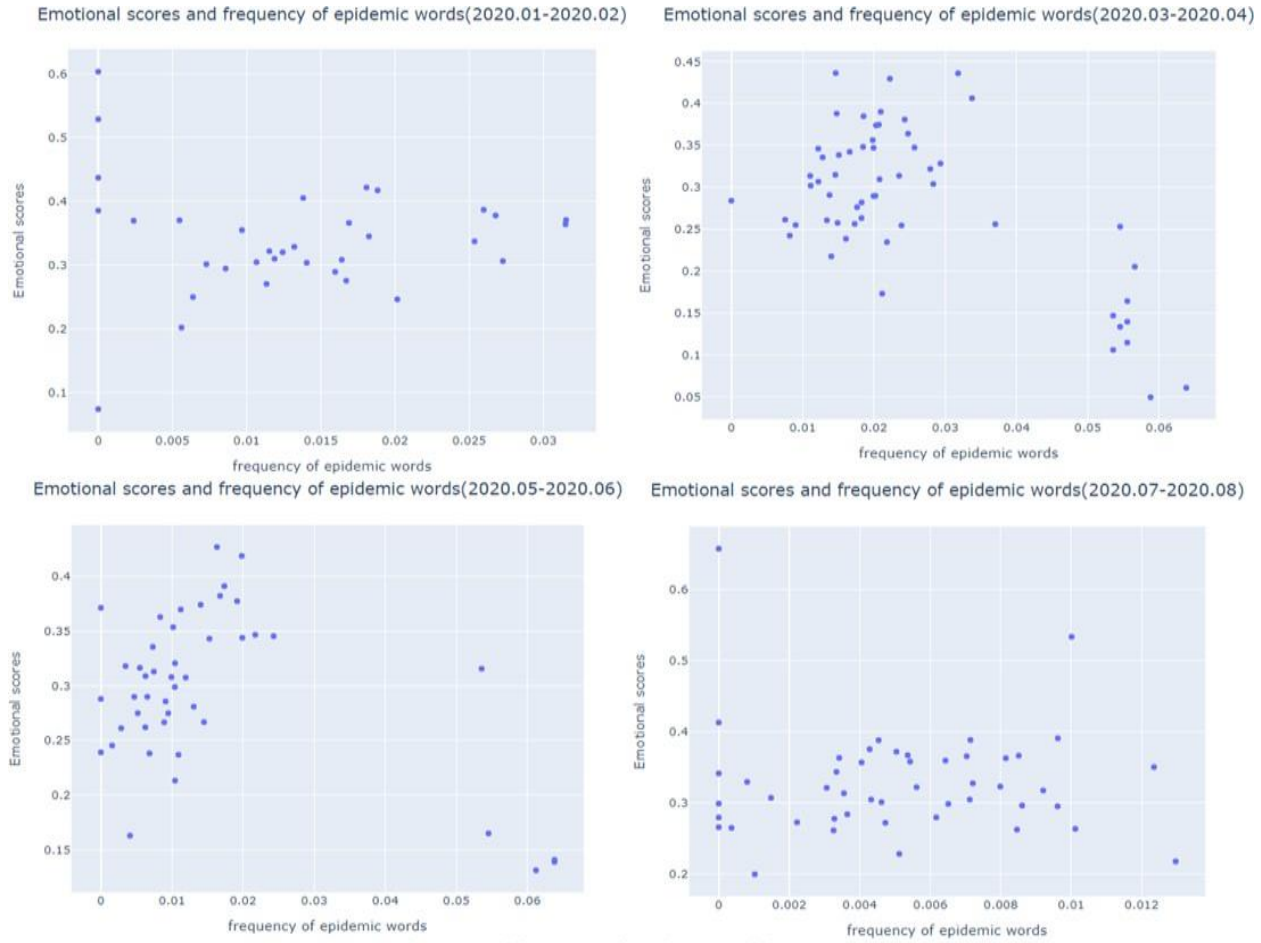 Emotional scores and frequency of epidemic words(2020.01-2020.02)
0.6
0.5
0.4
0.3
0.2
0.1
Emotional scores
0 0.005 0.01 0.015 0.02 0.025 0.03
frequency of epidemic words
Emotional scores and frequency of epidemic words(2020.03-2020.04)
0.45
0.4
0.35
0.3
0.25
0.2
0.15
0.1
0.05
Emotional scores
0 0.01 0.02 0.03 0.04 0.05 0.06
frequency of epidemic words
Emotional scores and frequency of epidemic words(2020.05-2020.06)
0.4
0.35
0.3
0.25
0.2
0.15
Emotional scores
0 0.01 0.02 0.03 0.04 0.05 0.06
frequency of epidemic words
Emotional scores and frequency of epidemic words(2020.07-2020.08)
0.6
0.5
0.4
0.3
0.2
Emotional scores
0 0.002 0.004 0.006 0.008 0.01 0.012
frequency of epidemic words